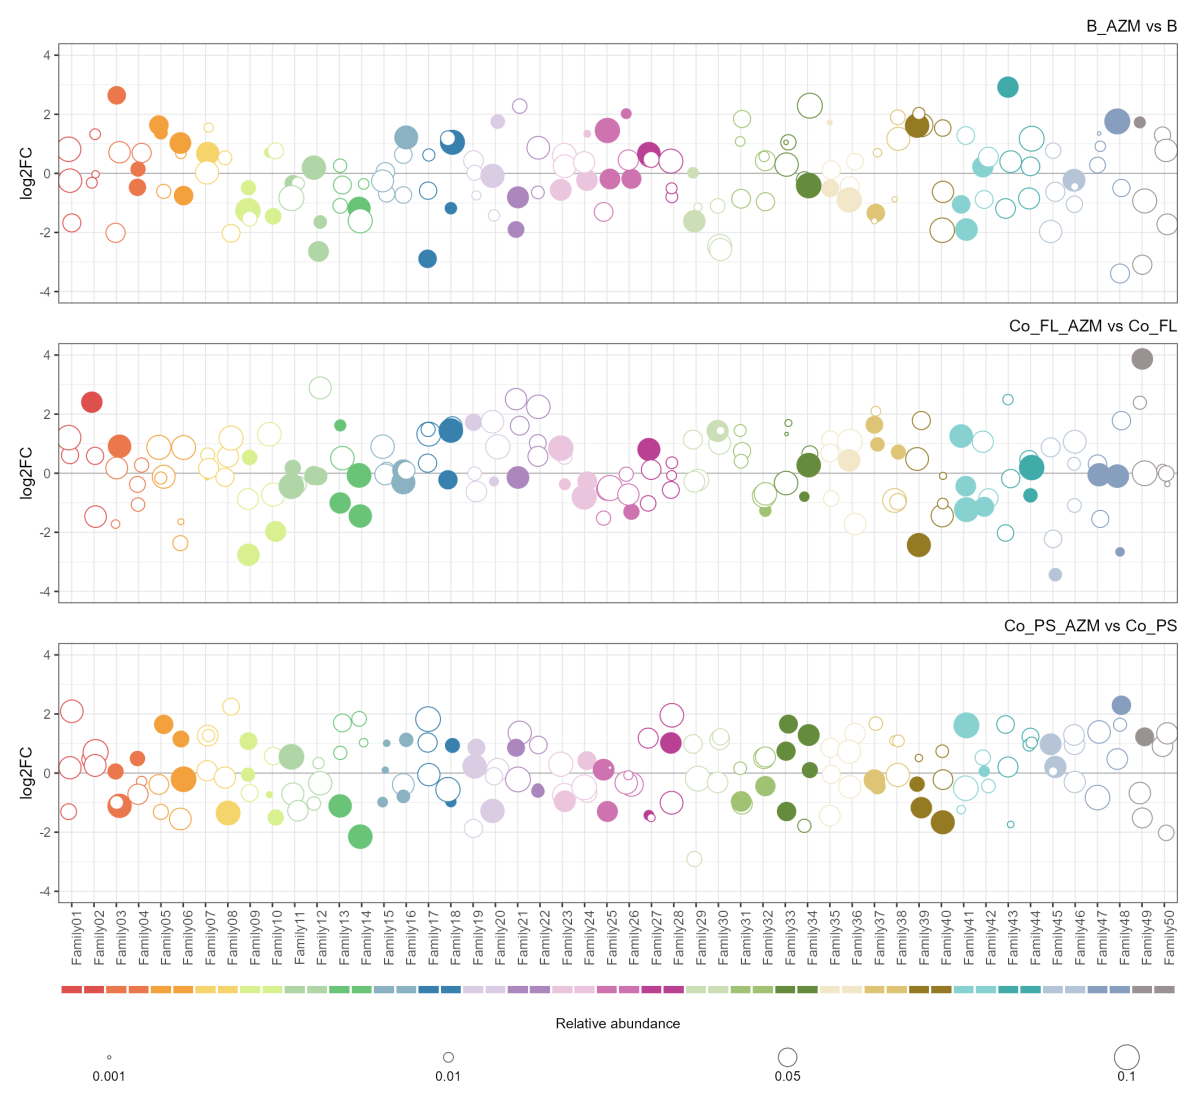 B_AZM vs B
4
2
0
-2
-4
log2FC
Co_FL_AZM vs Co_FL
4
2
0
-2
-4
log2FC
Co_PS_AZM vs Co_PS
4
2
0
-2
-4
log2FC
Family01
Family02
Family03
Family04
Family05
Family06
Family07
Family08
Family09
Family10
Family11
Family12
Family13
Family14
Family15
Family16
Family17
Family18
Family19
Family20
Family21
Family22
Family23
Family24
Family25
Family26
Family27
Family28
Family29
Family30
Family31
Family32
Family33
Family34
Family35
Family36
Family37
Family38
Family39
Family40
Family41
Family42
Family43
Family44
Family45
Family46
Family47
Family48
Family49
Family50
Relative abundance
0.001
0.01
0.05
0.1